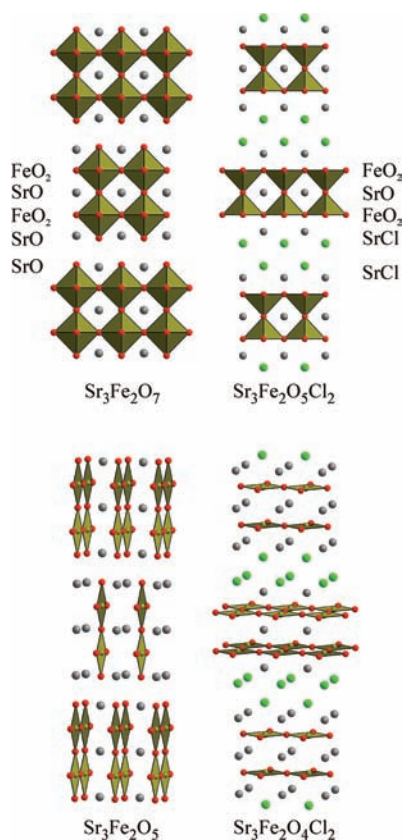 FeO₂
SrO
FeO₂
SrO
SrO
FeO₂
SrO
FeO₂
SrCl
SrCl
Sr₃Fe₂O₇
Sr₃Fe₂O₅Cl₂
Sr₃Fe₂O₅
Sr₃Fe₂O₄Cl₂